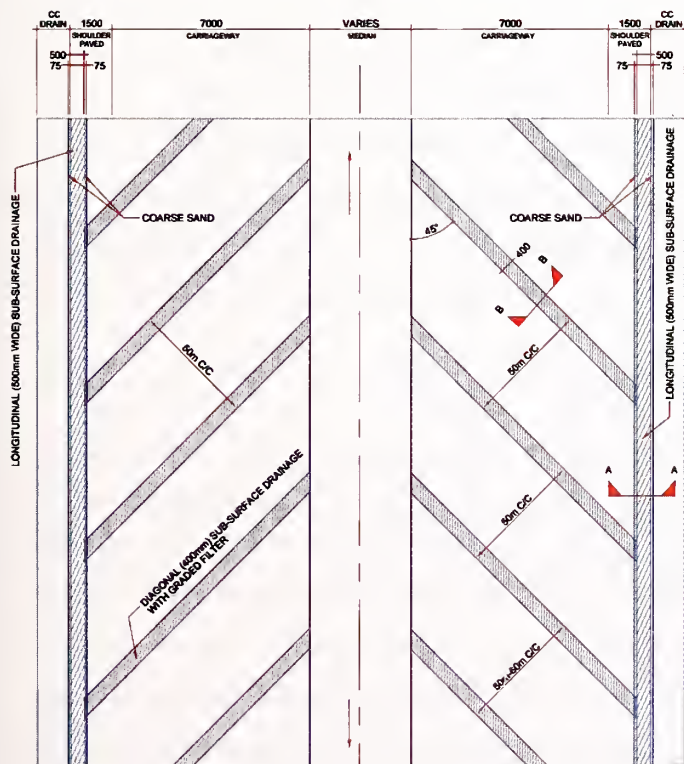 CC
DRAIN
1500
7000
VARIES
7000
1500
CC
DRAIN
SHOULDER
PAVED
CARRIAGEWAY
MEDIAN
CARRIAGEWAY
SHOULDER
PAVED
500
75
75
500
75
75
LONGITUDINAL (500mm WIDE) SUB-SURFACE DRAINAGE
COARSE SAND
COARSE SAND
LONGITUDINAL (500mm WIDE) SUB-SURFACE DRAINAGE
45°
400
B
B
50m C/C
50m C/C
A
A
DIAGONAL (400mm) SUB-SURFACE DRAINAGE
WITH GRADED FILTER
50m C/C